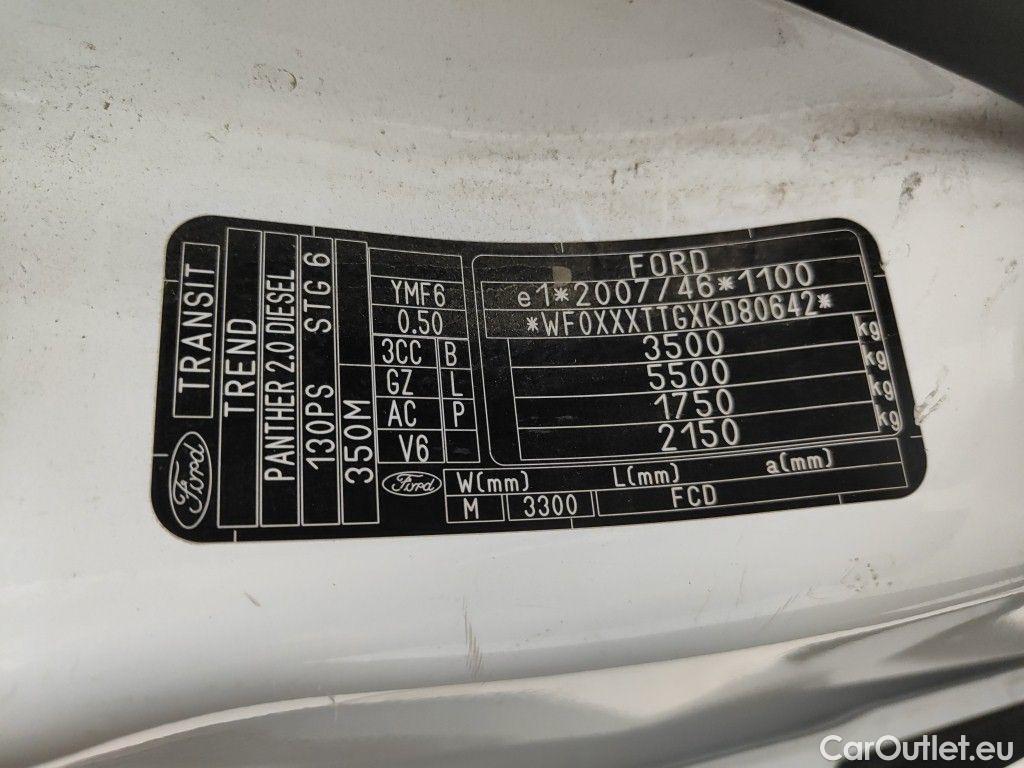 Ford
TRANSIT
TREND
PANTHER 2.0 DIESEL
130PS STG 6
350M
YMF6
0.50
3CC B
GZ L
AC P
V6
Ford
FORD
e1*2007/46*1100
*WF0XXXTTGXKD80642*
3500 kg
5500 kg
1750 kg
2150 kg
W(mm) L(mm) a(mm)
M 3300 FCD
CarOutlet.eu